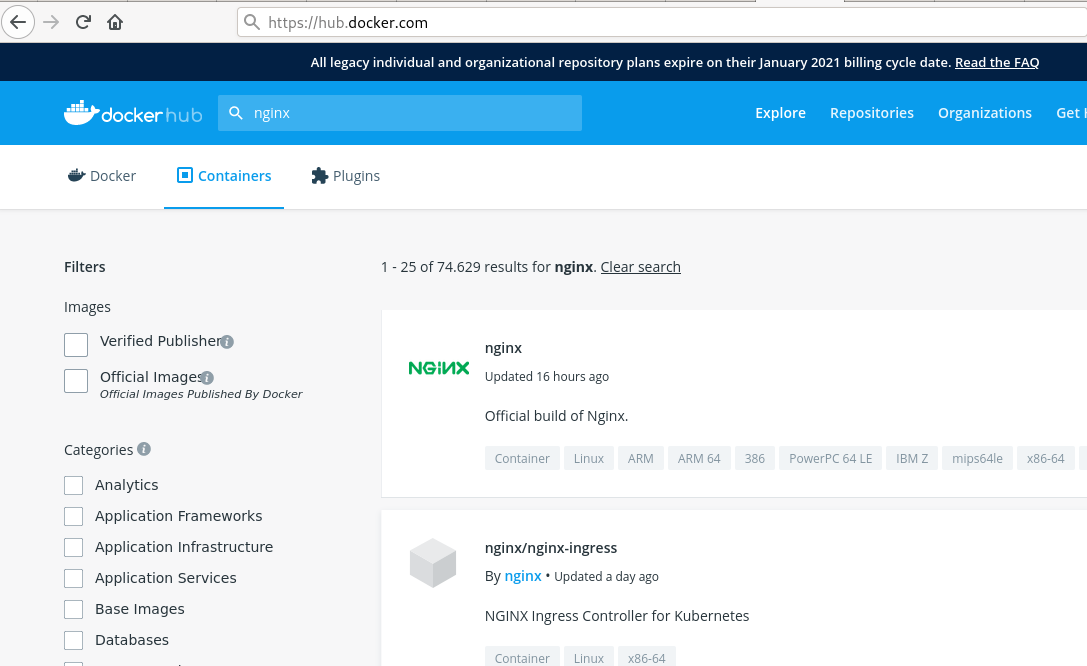 https://hub.docker.com
All legacy individual and organizational repository plans expire on their January 2021 billing cycle date. Read the FAQ
docker hub
nginx
Explore Repositories Organizations Get
Docker Containers Plugins
Filters
1 - 25 of 74.629 results for nginx. Clear search
Images
Verified Publisher
Official Images
Official Images Published By Docker
Categories
Analytics
Application Frameworks
Application Infrastructure
Application Services
Base Images
Databases
NGINX
nginx
Updated 16 hours ago
Official build of Nginx.
Container Linux ARM ARM 64 386 PowerPC 64 LE IBM Z mips64le x86-64
nginx/nginx-ingress
By nginx • Updated a day ago
NGINX Ingress Controller for Kubernetes
Container Linux x86-64